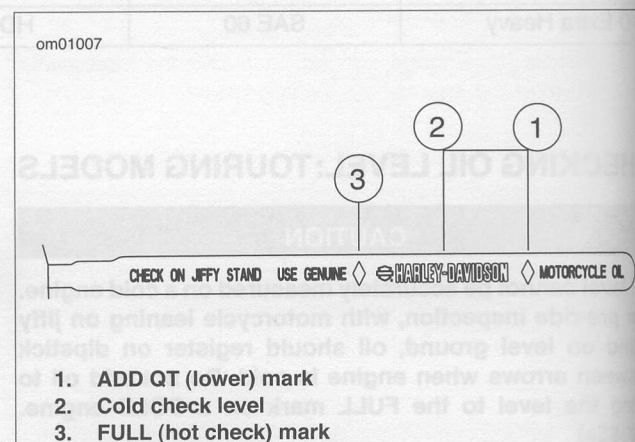 om01007
2
1
3
CHECK ON JIFFY STAND USE GENUINE HARLEY-DAVIDSON MOTORCYCLE OIL
1. ADD QT (lower) mark
2. Cold check level
3. FULL (hot check) mark